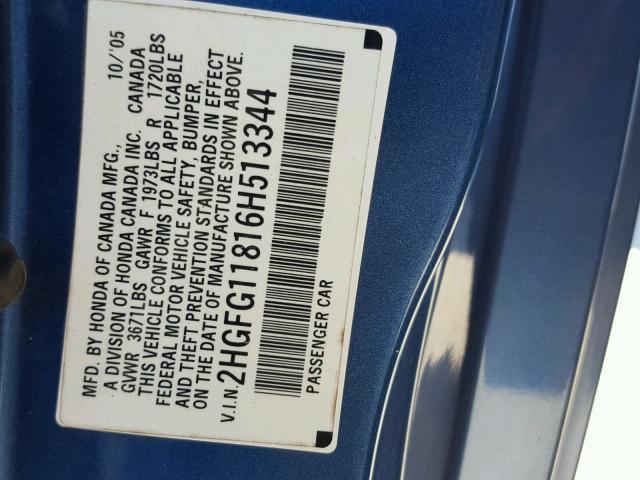 MFD. BY HONDA OF CANADA MFG., 10/'05
A DIVISION OF HONDA CANADA INC. CANADA
GVWR 3671LBS GAWR F 1973LBS R 1720LBS
THIS VEHICLE CONFORMS TO ALL APPLICABLE
FEDERAL MOTOR VEHICLE SAFETY, BUMPER,
AND THEFT PREVENTION STANDARDS IN EFFECT
ON THE DATE OF MANUFACTURE SHOWN ABOVE.
V.I.N. 2HGFG11816H513344
PASSENGER CAR